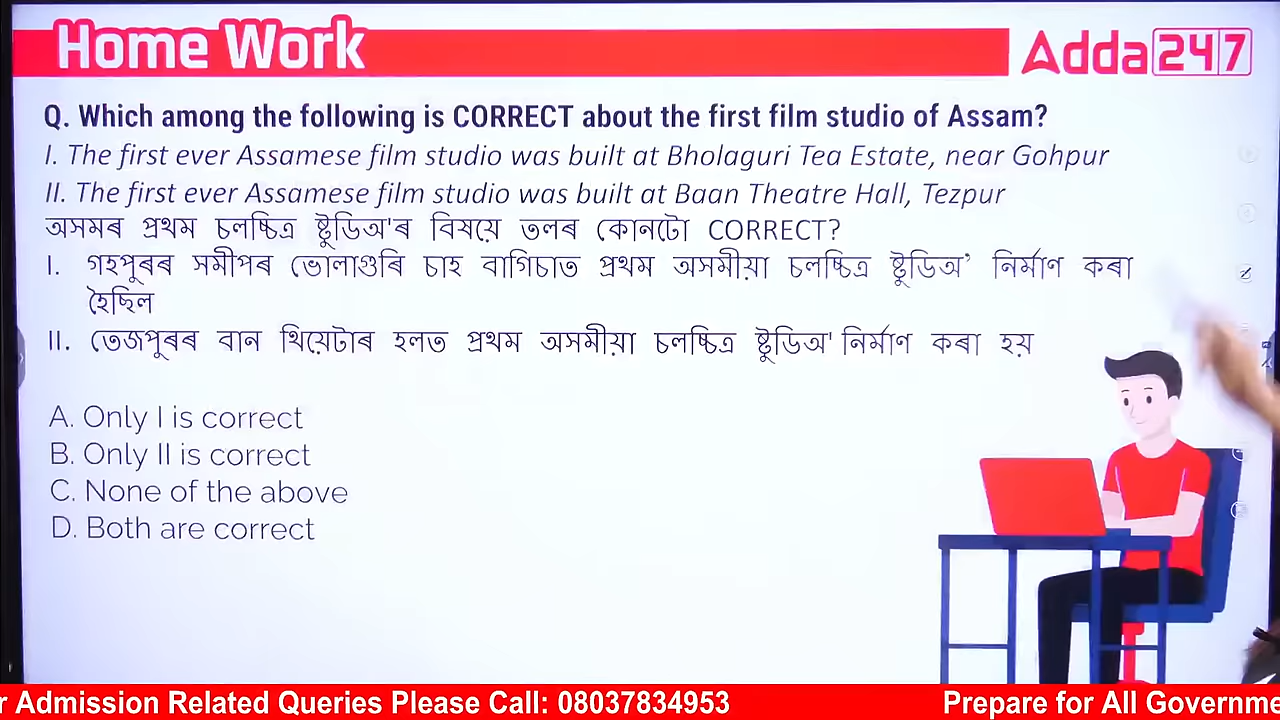 Home Work
Adda247
Q. Which among the following is CORRECT about the first film studio of Assam?
I. The first ever Assamese film studio was built at Bholaguri Tea Estate, near Gohpur
II. The first ever Assamese film studio was built at Baan Theatre Hall, Tezpur
অসমৰ প্ৰথম চলচ্চিত্ৰ ষ্টুডিঅ'ৰ বিষয়ে তলৰ কোনটো CORRECT?
I. গহপুৰৰ সমীপৰ ভোলাগুৰি চাহ বাগিচাত প্ৰথম অসমীয়া চলচ্চিত্ৰ ষ্টুডিঅ’ নিৰ্মাণ কৰা
হৈছিল
II. তেজপুৰৰ বান থিয়েটাৰ হলত প্ৰথম অসমীয়া চলচ্চিত্ৰ ষ্টুডিঅ' নিৰ্মাণ কৰা হয়
A. Only I is correct
B. Only II is correct
C. None of the above
D. Both are correct
r Admission Related Queries Please Call: 08037834953
Prepare for All Governme